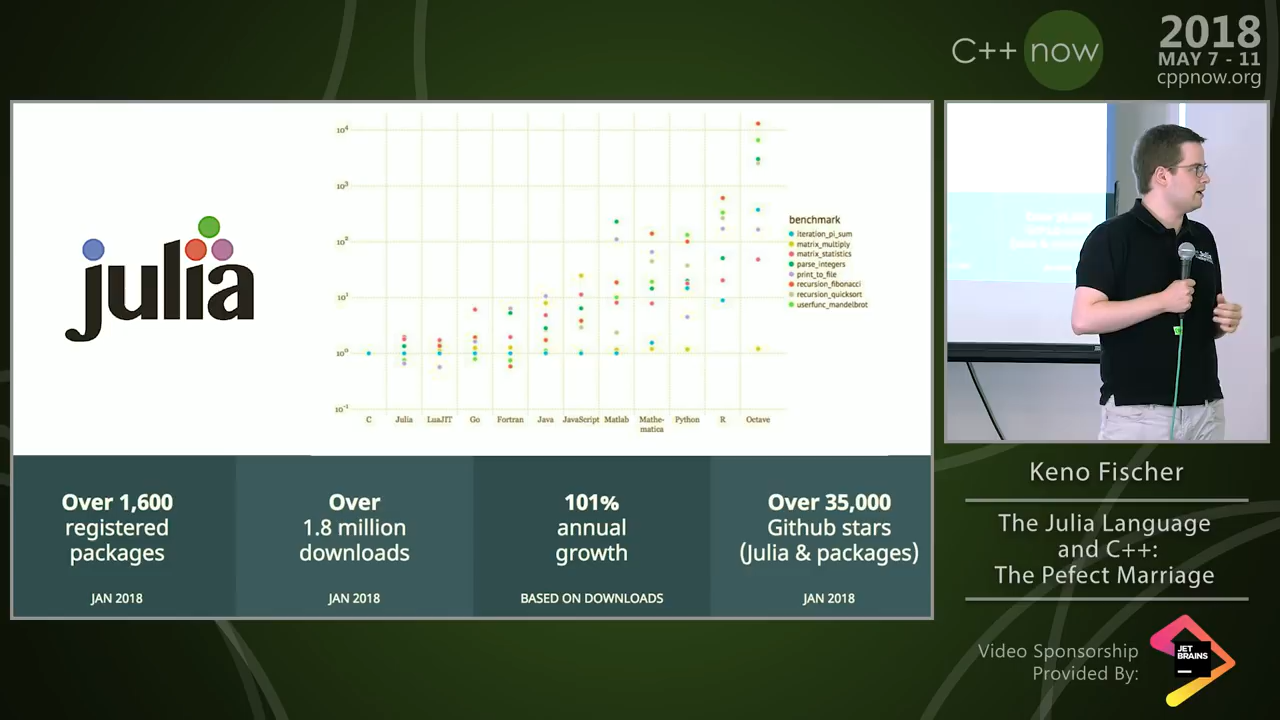 C++ now
2018
MAY 7 - 11
cppnow.org
julia
10⁴
10³
10²
10¹
10⁰
10⁻¹
C
Julia
LuaJIT
Go
Fortran
Java
JavaScript
Matlab
Mathe-
matica
Python
R
Octave
benchmark
iteration_pi_sum
matrix_multiply
matrix_statistics
parse_integers
print_to_file
recursion_fibonacci
recursion_quicksort
userfunc_mandelbrot
Over 1,600
registered
packages
JAN 2018
Over
1.8 million
downloads
JAN 2018
101%
annual
growth
BASED ON DOWNLOADS
Over 35,000
Github stars
(Julia & packages)
JAN 2018
Keno Fischer
The Julia Language
and C++:
The Pefect Marriage
Video Sponsorship
Provided By:
JET
BRAINS